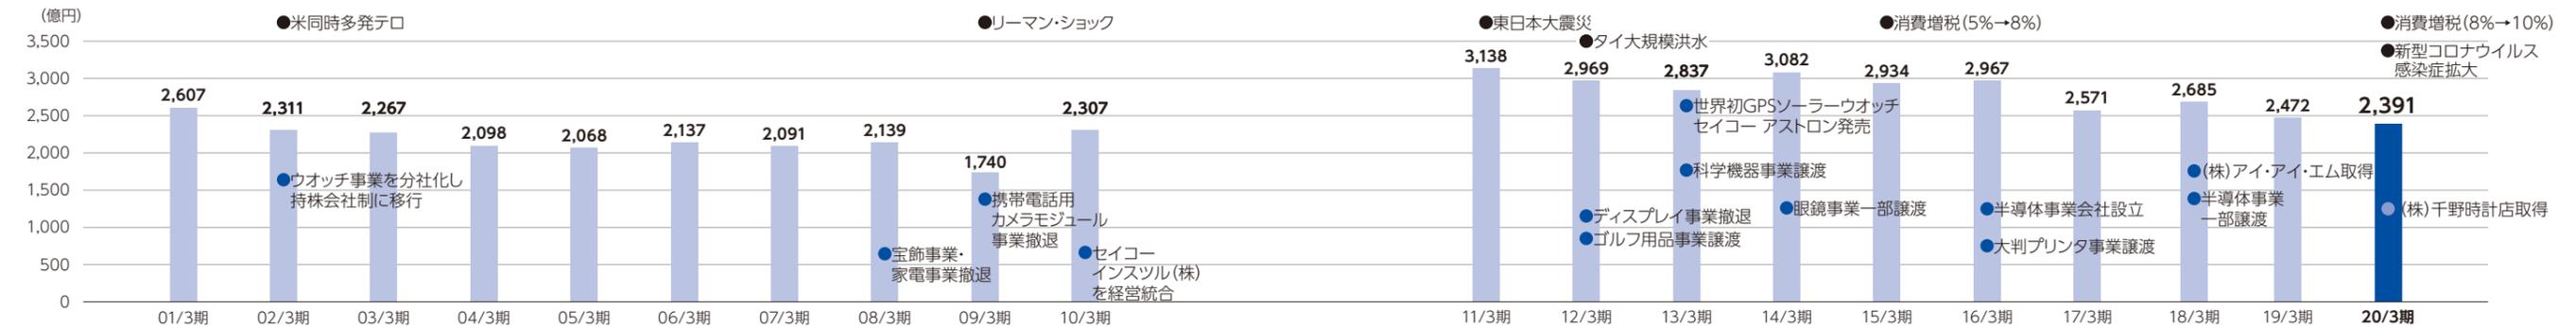 (億円)
●米同時多発テロ
●リーマン・ショック
●東日本大震災
●タイ大規模洪水
●消費増税(5%→8%)
●消費増税(8%→10%)
●新型コロナウイルス
感染症拡大
3,500
3,000
2,500
2,000
1,500
1,000
500
0
2,607
2,311
2,267
2,098
2,068
2,137
2,091
2,139
1,740
2,307
3,138
2,969
2,837
3,082
2,934
2,967
2,571
2,685
2,472
2,391
●ウオッチ事業を分社化し
持株会社制に移行
●宝飾事業・
家電事業撤退
●携帯電話用
カメラモジュール
事業撤退
●セイコー
インスツル(株)
を経営統合
●ディスプレイ事業撤退
●ゴルフ用品事業譲渡
●世界初GPSソーラーウオッチ
セイコー アストロン発売
●科学機器事業譲渡
●眼鏡事業一部譲渡
●半導体事業会社設立
●大判プリンタ事業譲渡
●(株)アイ・アイ・エム取得
●半導体事業
一部譲渡
●(株)千野時計店取得
01/3期
02/3期
03/3期
04/3期
05/3期
06/3期
07/3期
08/3期
09/3期
10/3期
11/3期
12/3期
13/3期
14/3期
15/3期
16/3期
17/3期
18/3期
19/3期
20/3期